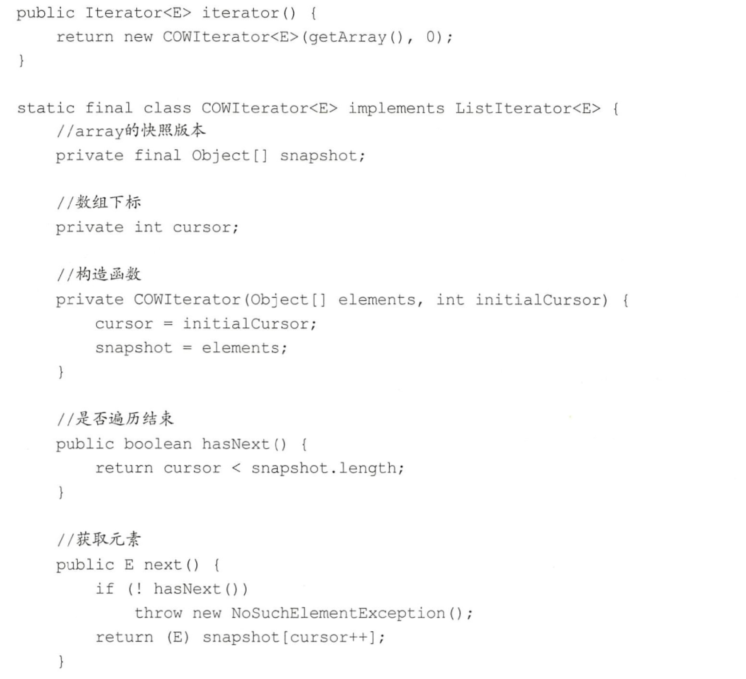 public Iterator<E> iterator() {
    return new COWIterator<E>(getArray(), 0);
}

static final class COWIterator<E> implements ListIterator<E> {
    //array的快照版本
    private final Object[] snapshot;

    //数组下标
    private int cursor;

    //构造函数
    private COWIterator(Object[] elements, int initialCursor) {
        cursor = initialCursor;
        snapshot = elements;
    }

    //是否遍历结束
    public boolean hasNext() {
        return cursor < snapshot.length;
    }

    //获取元素
    public E next() {
        if (! hasNext())
            throw new NoSuchElementException();
        return (E) snapshot[cursor++];
    }